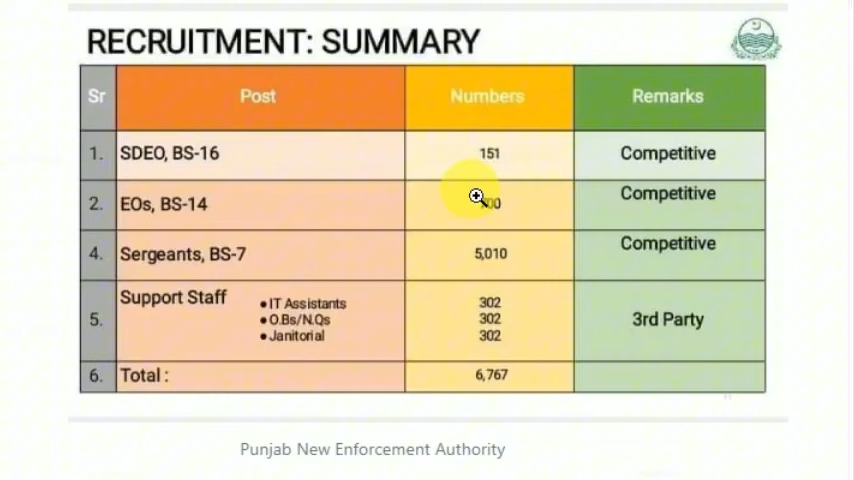 RECRUITMENT: SUMMARY
Sr Post Numbers Remarks
1. SDEO, BS-16 151 Competitive
2. EOs, BS-14 Competitive
4. Sergeants, BS-7 5,010 Competitive
5. Support Staff
•IT Assistants 302
•O.Bs/N.Qs 302 3rd Party
•Janitorial 302
6. Total : 6,767
Punjab New Enforcement Authority